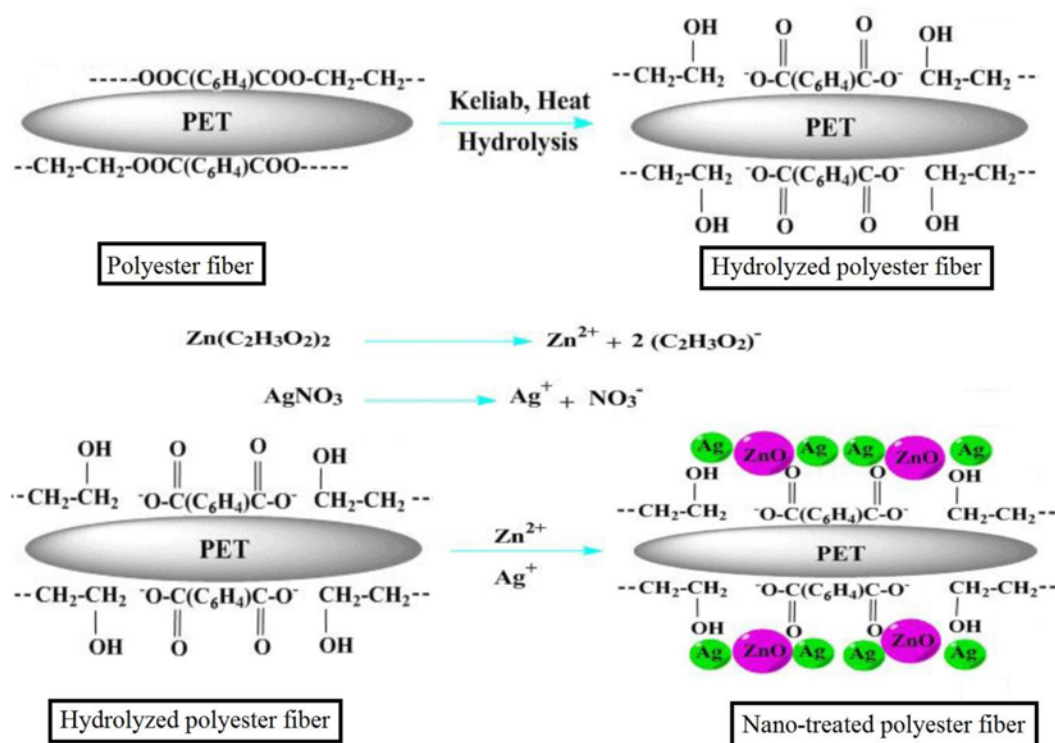 OH O O OH
-----OOC(C₆H₄)COO-CH₂-CH₂--
--CH₂-CH₂ ⁻O-C(C₆H₄)C-O⁻ CH₂-CH₂--
PET
Keliab, Heat
Hydrolysis
PET
--CH₂-CH₂-OOC(C₆H₄)COO-----
--CH₂-CH₂ ⁻O-C(C₆H₄)C-O⁻ CH₂-CH₂--
OH O O OH
Polyester fiber
Hydrolyzed polyester fiber
Zn(C₂H₃O₂)₂ Zn²⁺ + 2 (C₂H₃O₂)⁻
AgNO₃ Ag⁺ + NO₃⁻
OH O O OH
--CH₂-CH₂ ⁻O-C(C₆H₄)C-O⁻ CH₂-CH₂ --
PET
--CH₂-CH₂ ⁻O-C(C₆H₄)C-O⁻ CH₂-CH₂--
OH O O OH
Zn²⁺
Ag⁺
Ag ZnO Ag Ag ZnO Ag
OH O O OH
--CH₂-CH₂ ⁻O-C(C₆H₄)C-O⁻ CH₂-CH₂--
PET
--CH₂-CH₂ ⁻O-C(C₆H₄)C-O⁻ CH₂-CH₂--
OH O O OH
Ag ZnO Ag Ag ZnO Ag
Hydrolyzed polyester fiber
Nano-treated polyester fiber